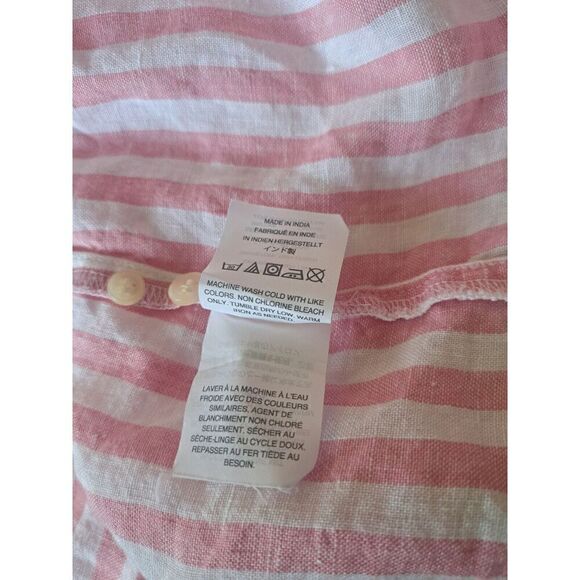 MADE IN INDIA
FABRIQUÉ EN INDE
IN INDIEN HERGESTELLT
インド製
MACHINE WASH COLD WITH LIKE
COLORS. NON CHLORINE BLEACH
ONLY. TUMBLE DRY LOW. WARM
IRON AS NEEDED.
LAVER À LA MACHINE À L'EAU
FROIDE AVEC DES COULEURS
SIMILAIRES, AGENT DE
BLANCHIMENT NON CHLORÉ
SEULEMENT. SÉCHER AU
SÈCHE-LINGE AU CYCLE DOUX.
REPASSER AU FER TIÈDE AU
BESOIN.